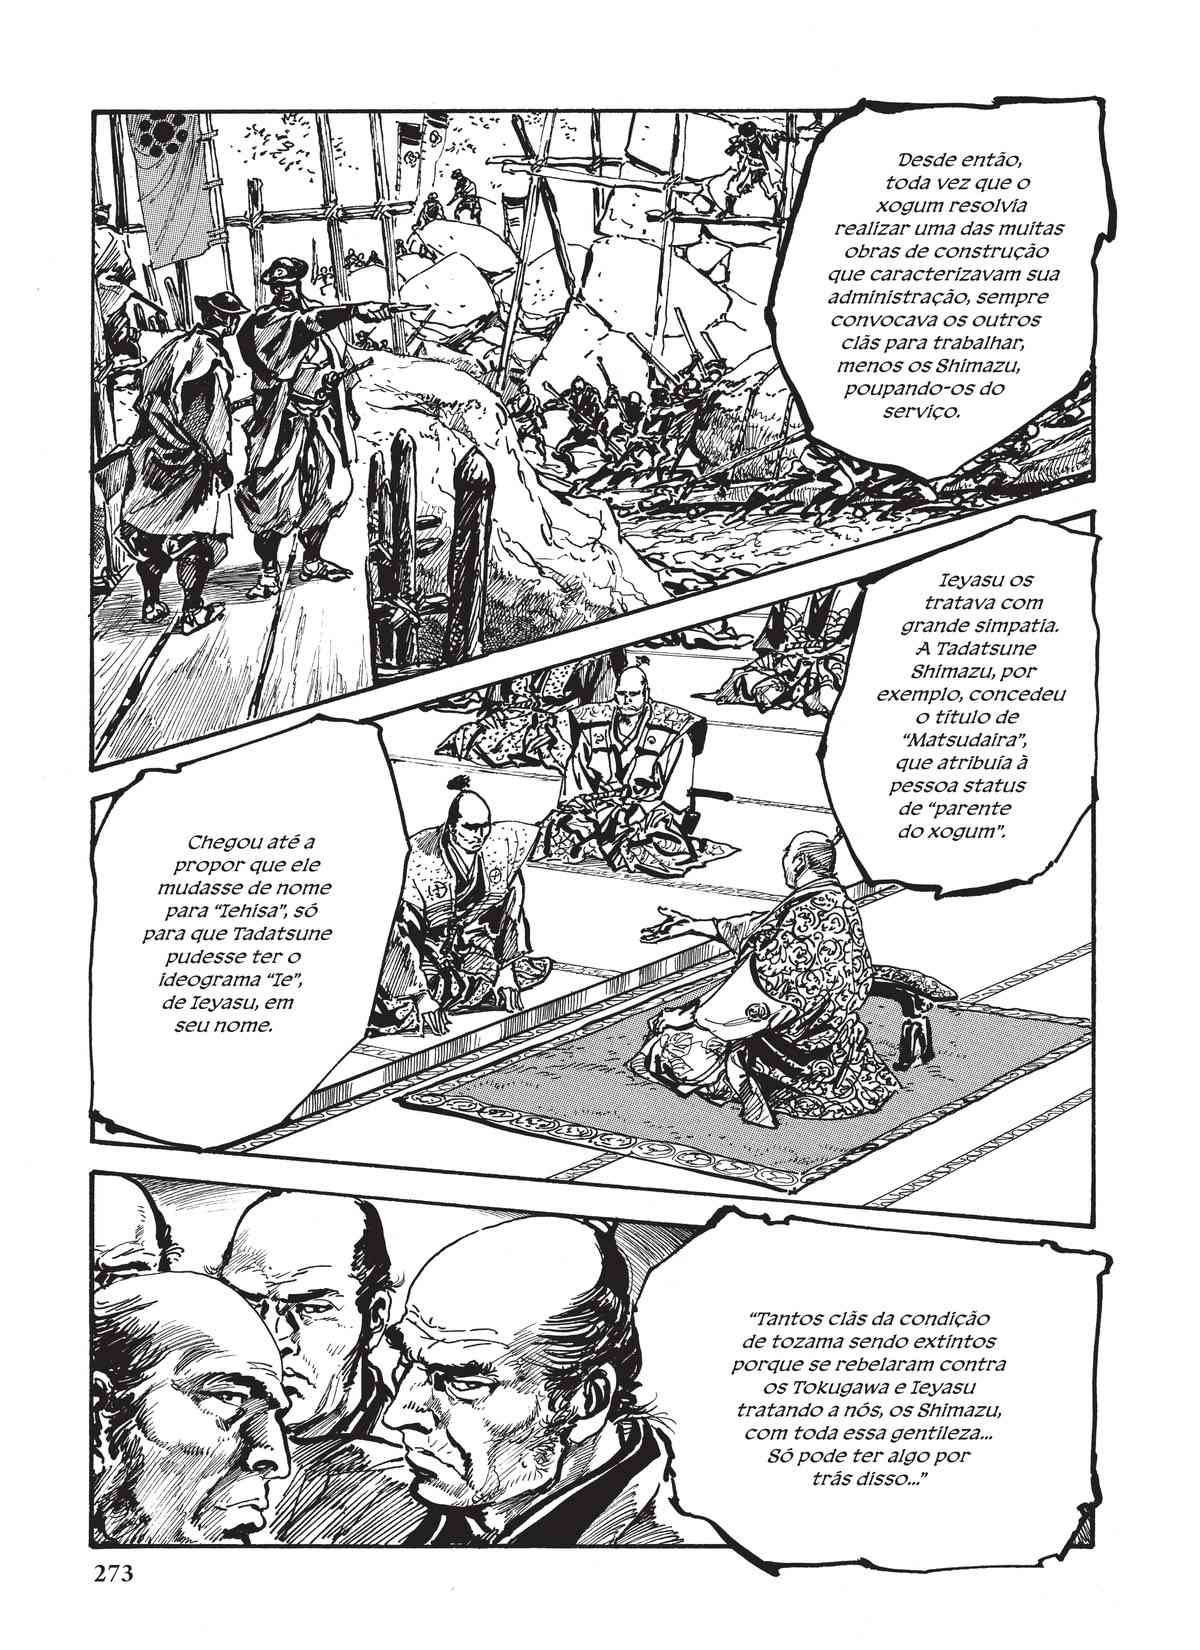 Desde então,
toda vez que o
xogum resolvia
realizar uma das muitas
obras de construção
que caracterizavam sua
administração, sempre
convocava os outros
clãs para trabalhar,
menos os Shimazu,
poupando-os do
serviço.
Ieyasu os
tratava com
grande simpatia.
A Tadatsune
Shimazu, por
exemplo, concedeu
o título de
“Matsudaira”,
que atribuía à
pessoa status
de “parente
do xogum”.
Chegou até a
propor que ele
mudasse de nome
para “Iehisa”, só
para que Tadatsune
pudesse ter o
ideograma “Ie”,
de Ieyasu, em
seu nome.
“Tantos clãs da condição
de tozama sendo extintos
porque se rebelaram contra
os Tokugawa e Ieyasu
tratando a nós, os Shimazu,
com toda essa gentileza...
Só pode ter algo por
trás disso...”
273